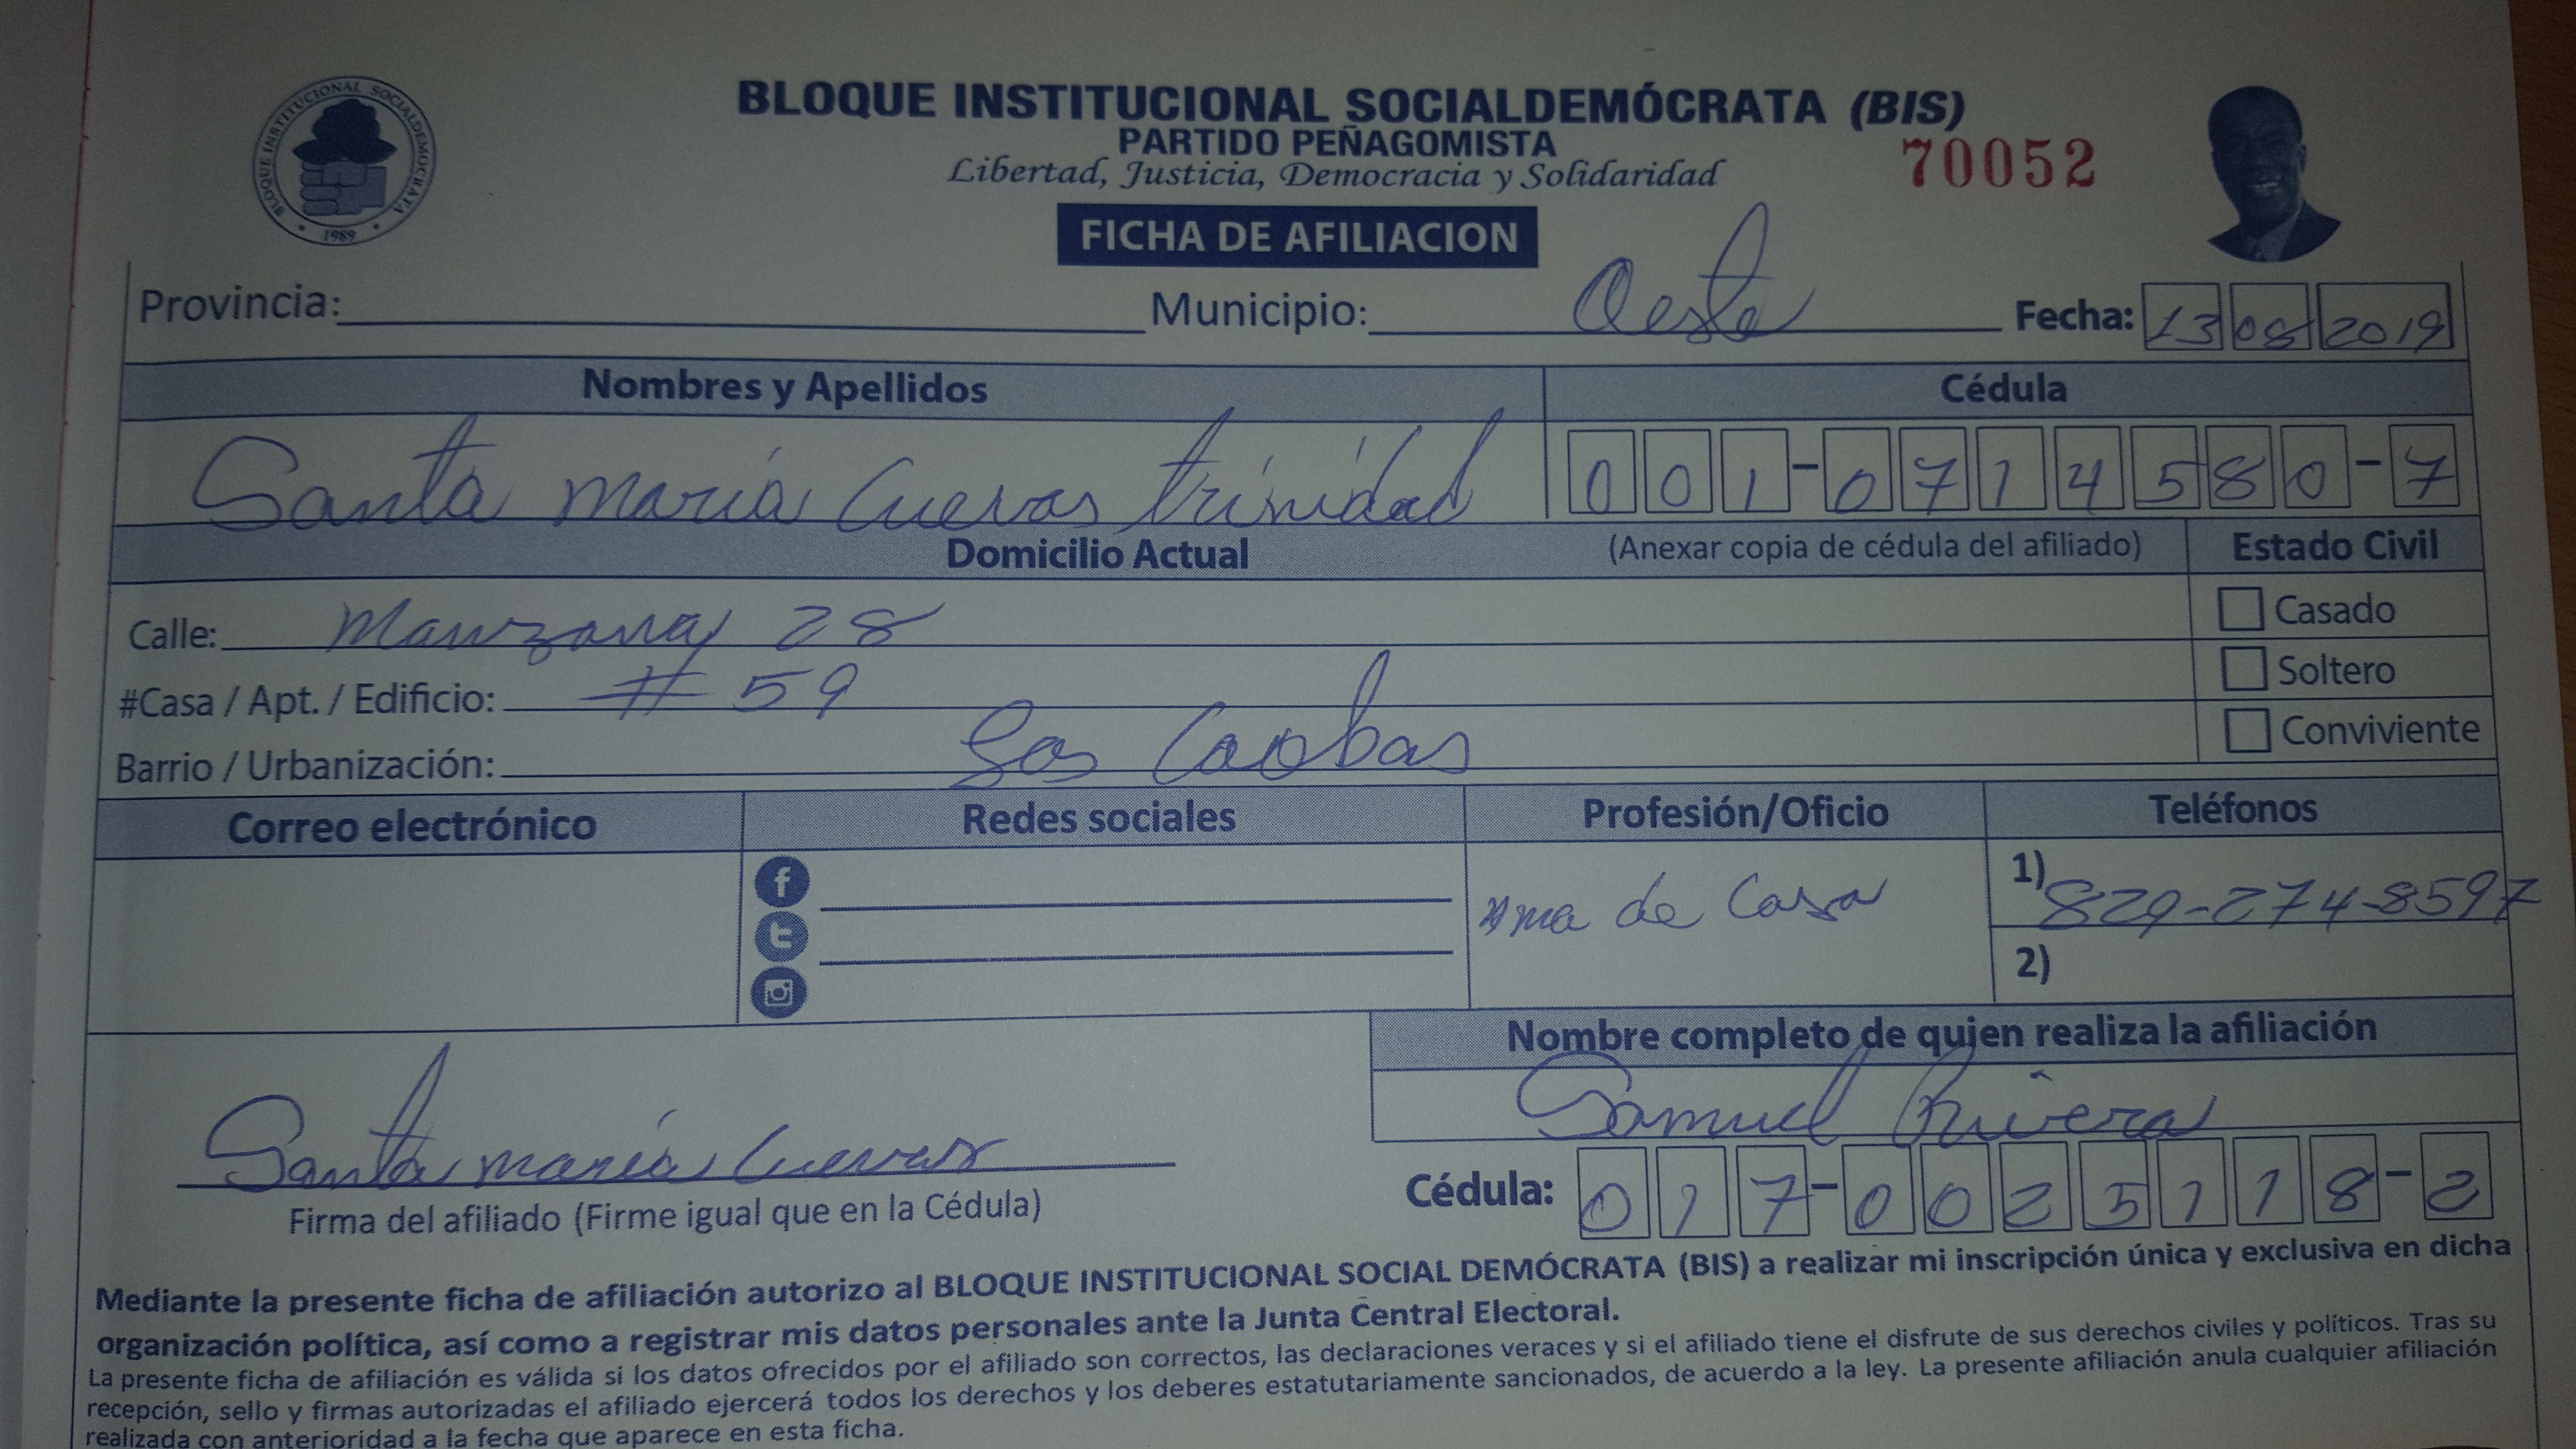 BLOQUE INSTITUCIONAL SOCIALDEMOCRATA
1989
BLOQUE INSTITUCIONAL SOCIALDEMÓCRATA (BIS)
PARTIDO PEÑAGOMISTA
Libertad, Justicia, Democracia y Solidaridad
70052
FICHA DE AFILIACION
Provincia: Municipio: Oeste Fecha: 13 08 2019
Nombres y Apellidos Cédula
Santa maría Cuevas trinidad 001-0714580-7
Domicilio Actual (Anexar copia de cédula del afiliado) Estado Civil
Calle: Manzana 28 Casado
#Casa / Apt. / Edificio: # 59 Soltero
Barrio / Urbanización: Las Caobas Conviviente
Correo electrónico Redes sociales Profesión/Oficio Teléfonos
Ama de Casa 1) 829-274-8597
2)
Nombre completo de quien realiza la afiliación
Samuel Rivera
Santa maría Cuevas
Cédula: 017-0025118-2
Firma del afiliado (Firme igual que en la Cédula)
Mediante la presente ficha de afiliación autorizo al BLOQUE INSTITUCIONAL SOCIAL DEMÓCRATA (BIS) a realizar mi inscripción única y exclusiva en dicha
organización política, así como a registrar mis datos personales ante la Junta Central Electoral.
La presente ficha de afiliación es válida si los datos ofrecidos por el afiliado son correctos, las declaraciones veraces y si el afiliado tiene el disfrute de sus derechos civiles y políticos. Tras su
recepción, sello y firmas autorizadas el afiliado ejercerá todos los derechos y los deberes estatutariamente sancionados, de acuerdo a la ley. La presente afiliación anula cualquier afiliación
realizada con anterioridad a la fecha que aparece en esta ficha.